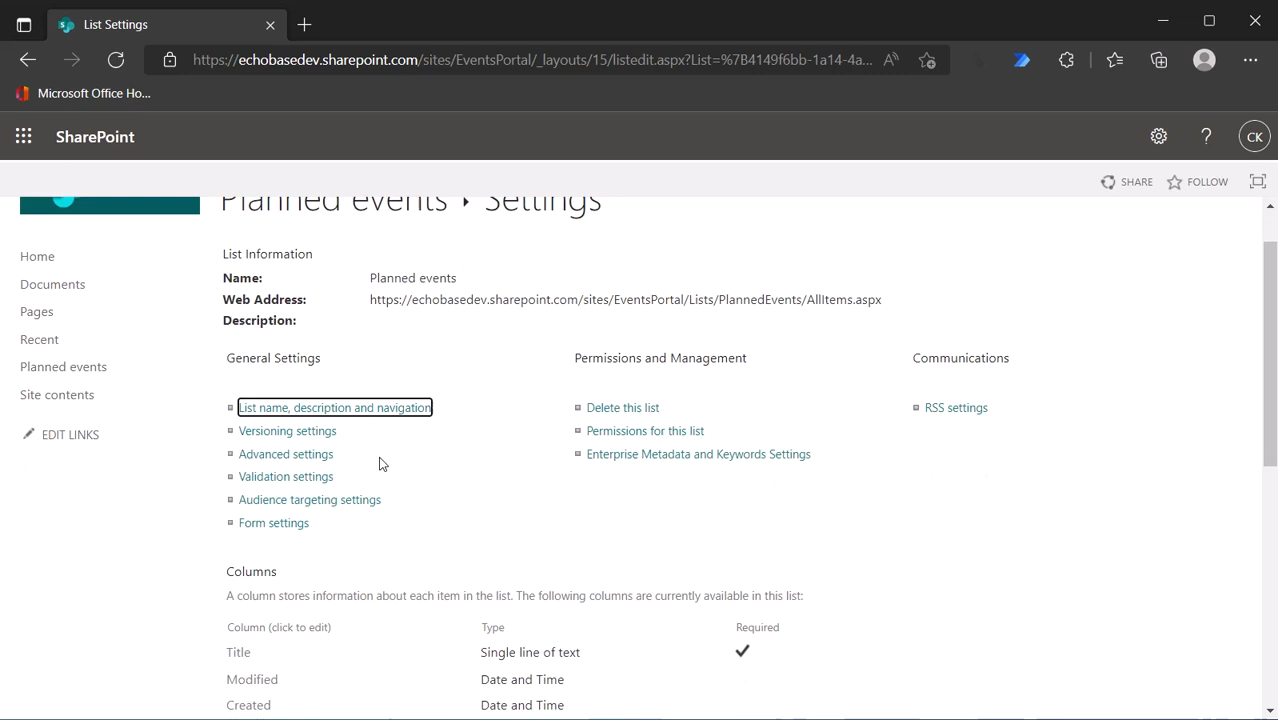 List Settings
https://echobasedev.sharepoint.com/sites/EventsPortal/_layouts/15/listedit.aspx?List=%7B4149f6bb-1a14-4a...
Microsoft Office Ho...
SharePoint
CK
SHARE
FOLLOW
Planned events ▸ Settings
Home
Documents
Pages
Recent
Planned events
Site contents
EDIT LINKS
List Information
Name: Planned events
Web Address: https://echobasedev.sharepoint.com/sites/EventsPortal/Lists/PlannedEvents/AllItems.aspx
Description:
General Settings
List name, description and navigation
Versioning settings
Advanced settings
Validation settings
Audience targeting settings
Form settings
Permissions and Management
Delete this list
Permissions for this list
Enterprise Metadata and Keywords Settings
Communications
RSS settings
Columns
A column stores information about each item in the list. The following columns are currently available in this list:
Column (click to edit) Type Required
Title Single line of text
Modified Date and Time
Created Date and Time